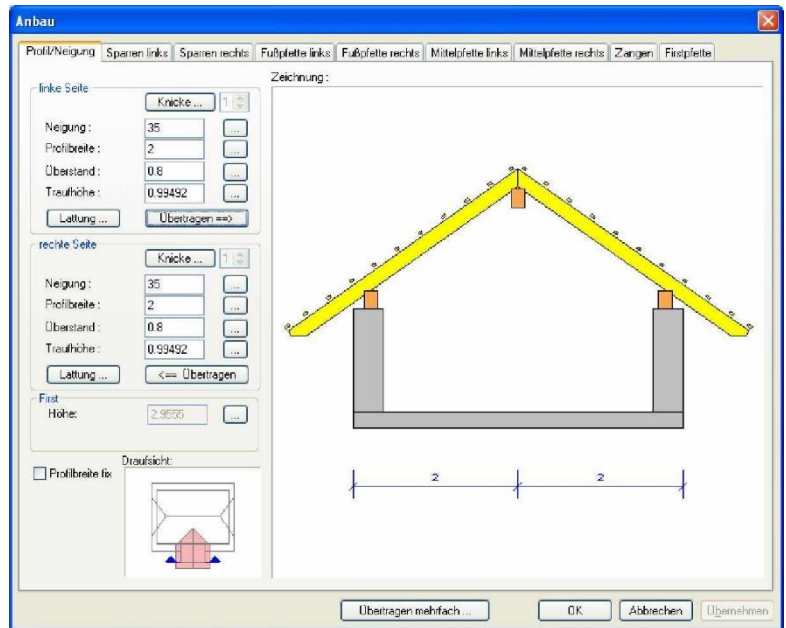 Anbau
Profil/Neigung Sparren links Sparren rechts Fußpfette links Fußpfette rechts Mittelpfette links Mittelpfette rechts Zangen Firstpfette
linke Seite
Knicke ... 1
Neigung : 35 ...
Profilbreite : 2 ...
Überstand : 0.8 ...
Traufhöhe : 0.99492 ...
Lattung ... Übertragen ==>
rechte Seite
Knicke ... 1
Neigung : 35 ...
Profilbreite : 2 ...
Überstand : 0.8 ...
Traufhöhe : 0.99492 ...
Lattung ... <== Übertragen
First
Höhe: 2.9555 ...
Profilbreite fix
Draufsicht:
Zeichnung :
2 2
Übertragen mehrfach ... OK Abbrechen Übernehmen